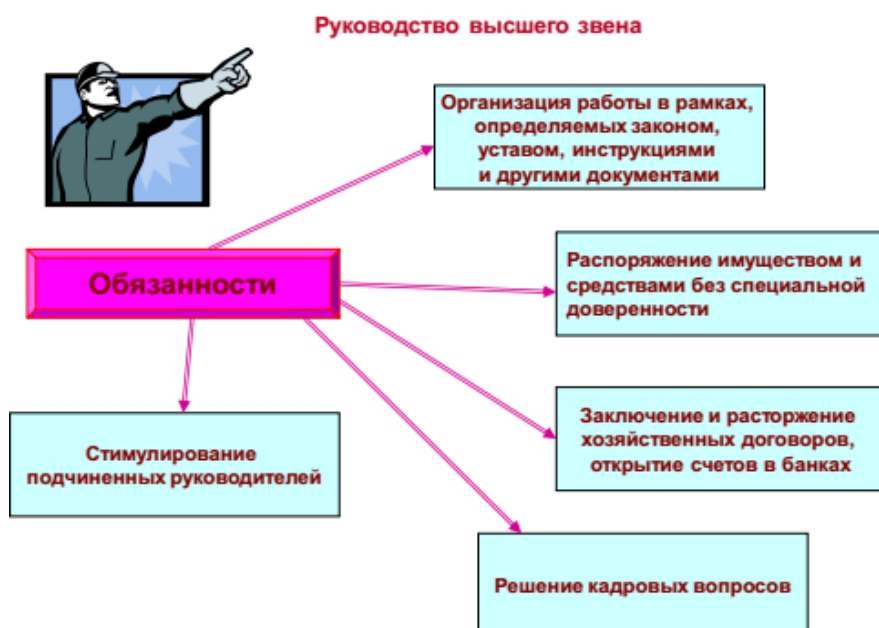 Руководство высшего звена
Организация работы в рамках,
определяемых законом,
уставом, инструкциями
и другими документами
Обязанности
Распоряжение имуществом и
средствами без специальной
доверенности
Заключение и расторжение
хозяйственных договоров,
открытие счетов в банках
Стимулирование
подчиненных руководителей
Решение кадровых вопросов